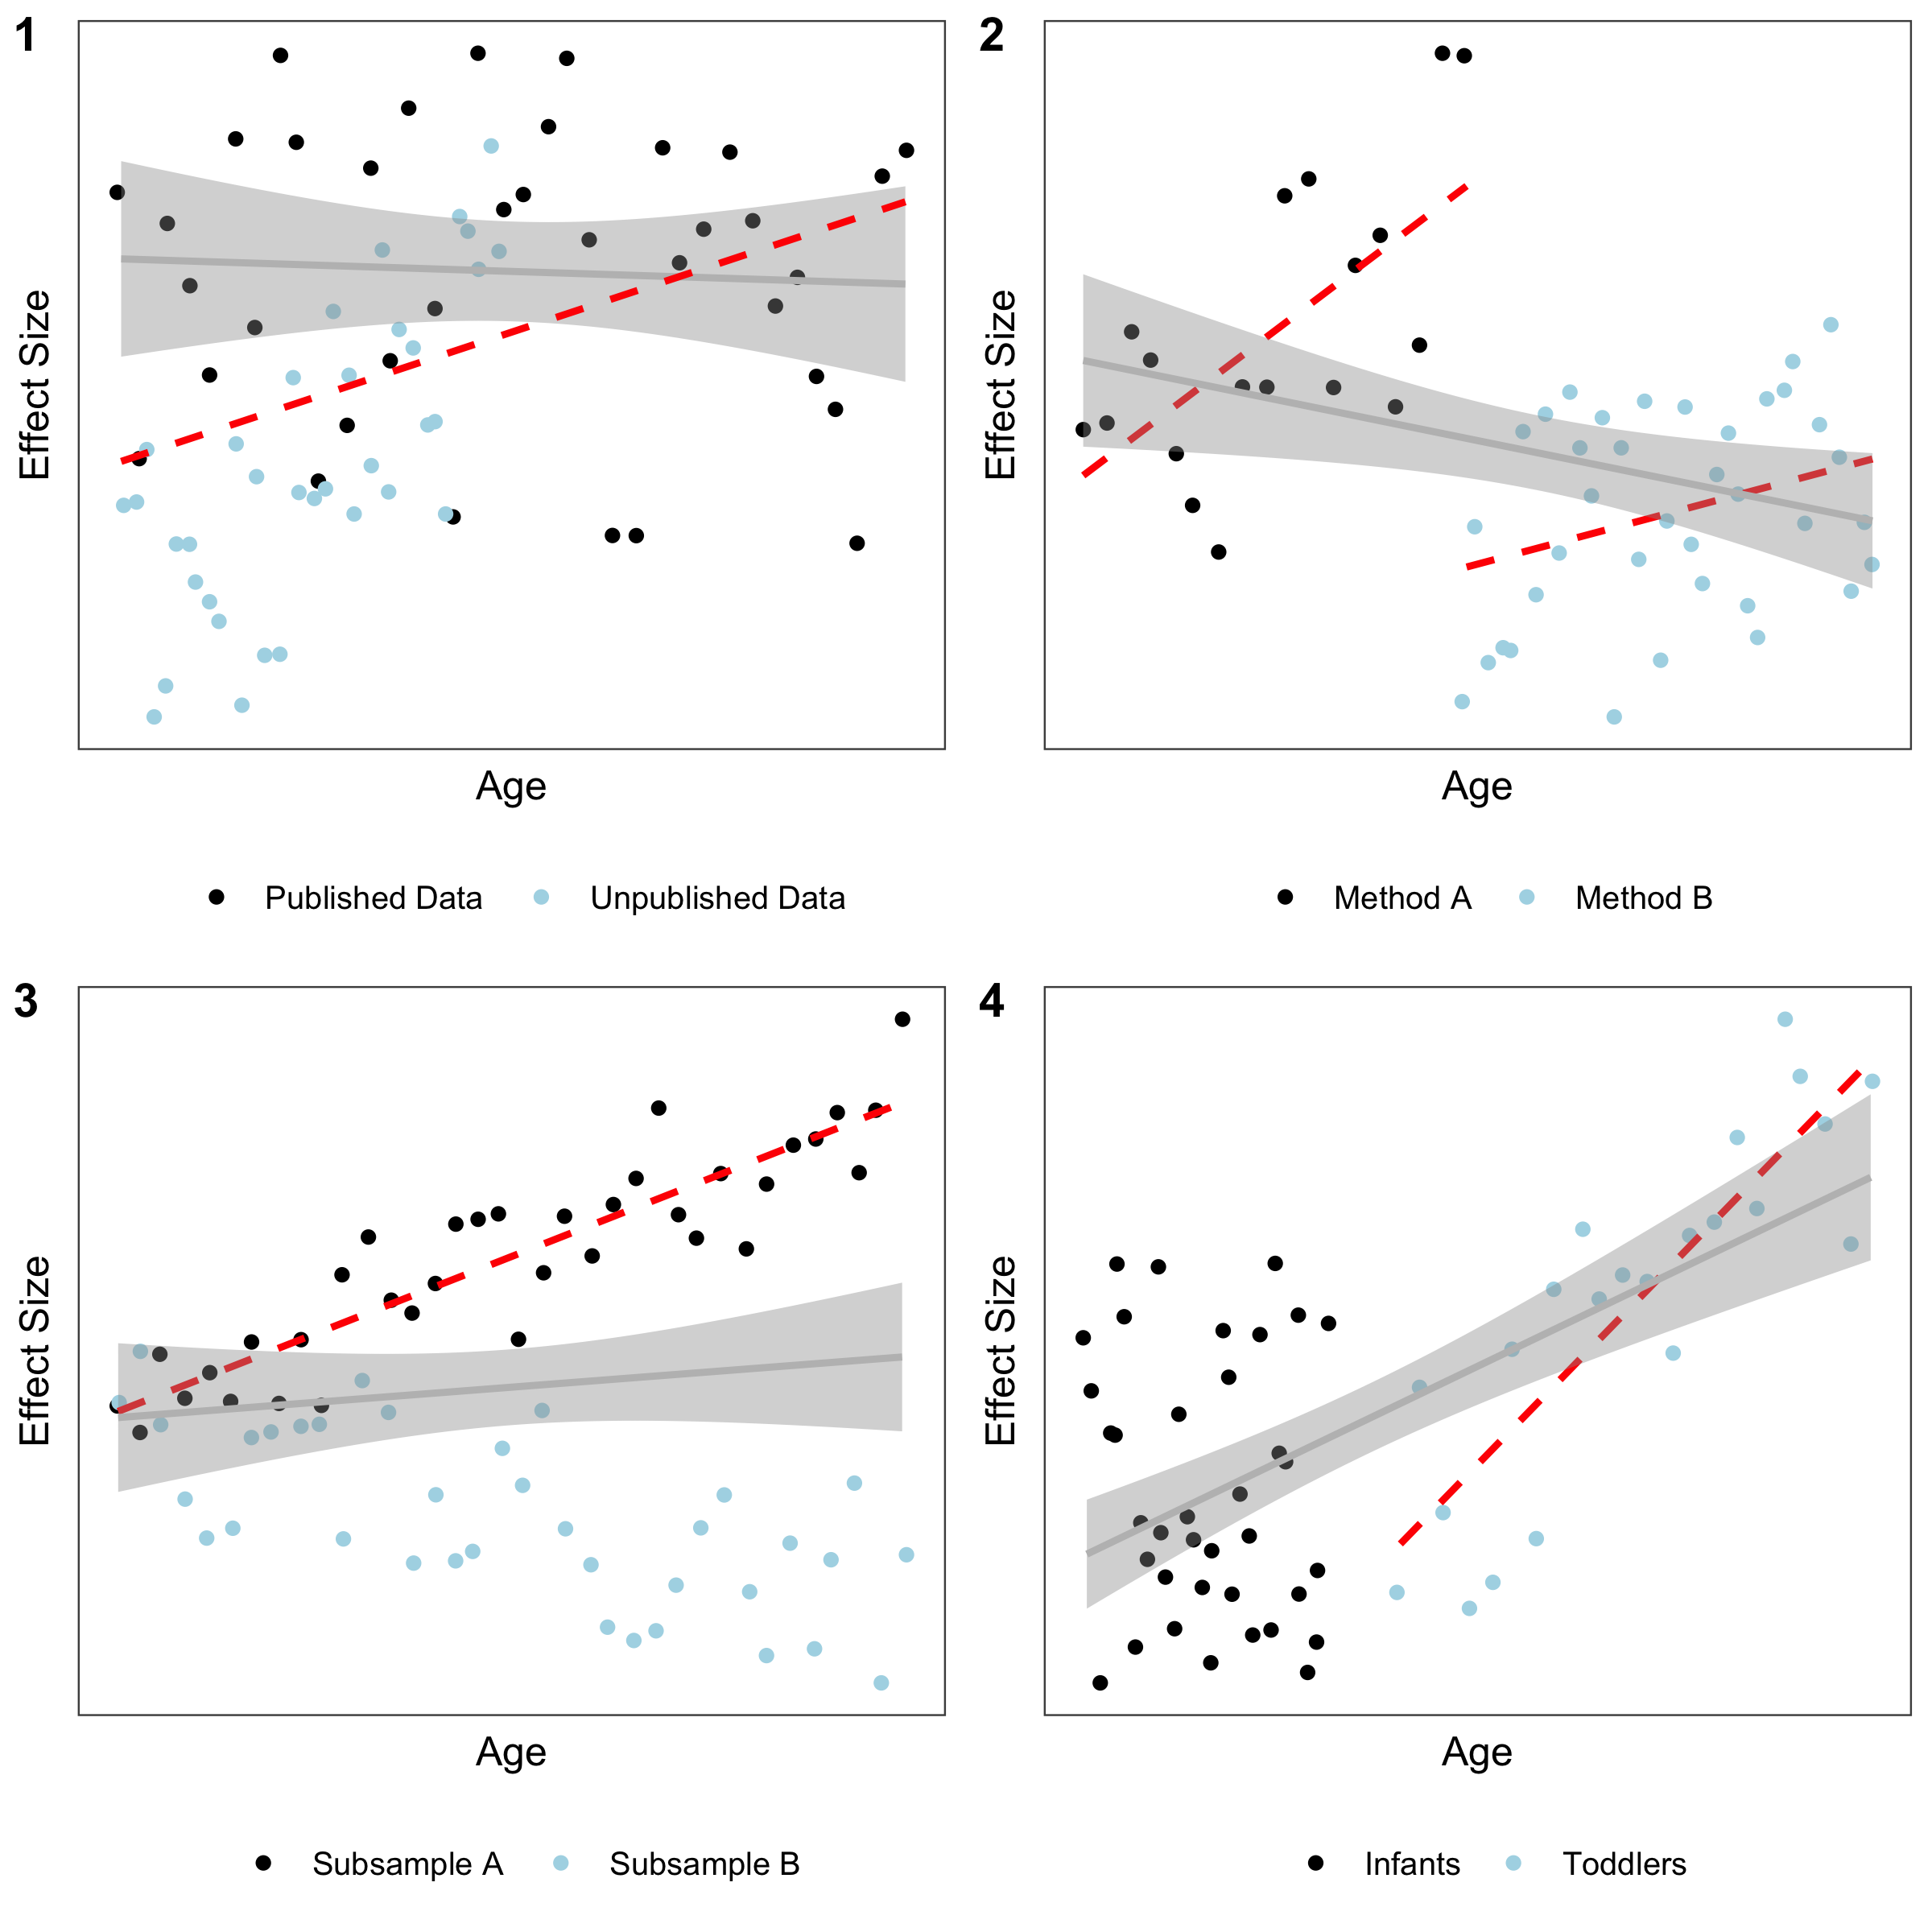 1
Effect Size
Age
Published Data Unpublished Data
2
Effect Size
Age
Method A Method B
3
Effect Size
Age
Subsample A Subsample B
4
Effect Size
Age
Infants Toddlers